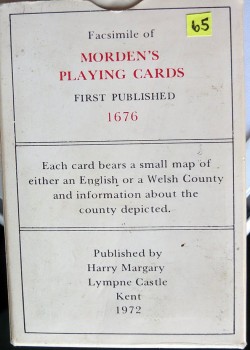 65
Facsimile of
MORDEN'S
PLAYING CARDS
FIRST PUBLISHED
1676
Each card bears a small map of
either an English or a Welsh County
and information about the
county depicted.
Published by
Harry Margary
Lympne Castle
Kent
1972